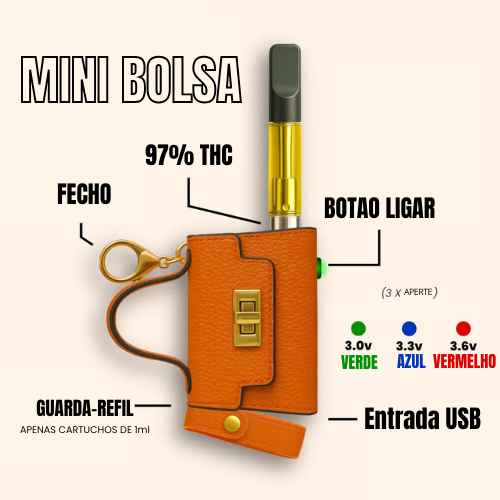 MINI BOLSA
97% THC
FECHO
BOTAO LIGAR
(3 X APERTE)
3.0v 3.3v 3.6v
VERDE AZUL VERMELHO
GUARDA-REFIL
APENAS CARTUCHOS DE 1ml
Entrada USB